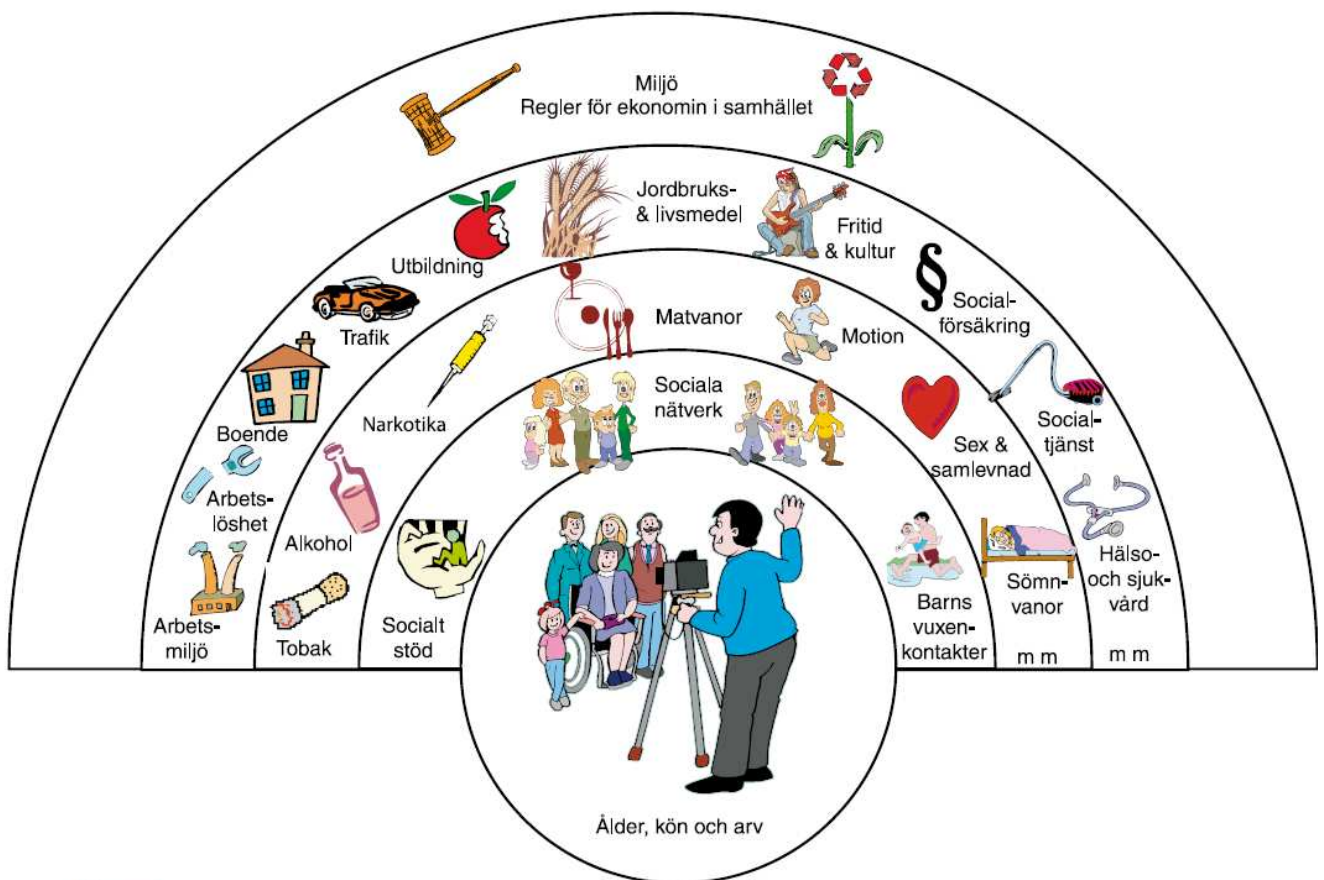 Miljö
Regler för ekonomin i samhället
Jordbruks-
& livsmedel
Fritid
& kultur
Utbildning
§
Social-
försäkring
Trafik
Matvanor
Motion
Boende
Narkotika
Sociala
nätverk
Sex &
samlevnad
Social-
tjänst
Arbets-
löshet
Alkohol
Hälso-
och sjuk-
vård
Arbets-
miljö
Tobak
Socialt
stöd
Barns
vuxen-
kontakter
Sömn-
vanor
m m
m m
Ålder, kön och arv